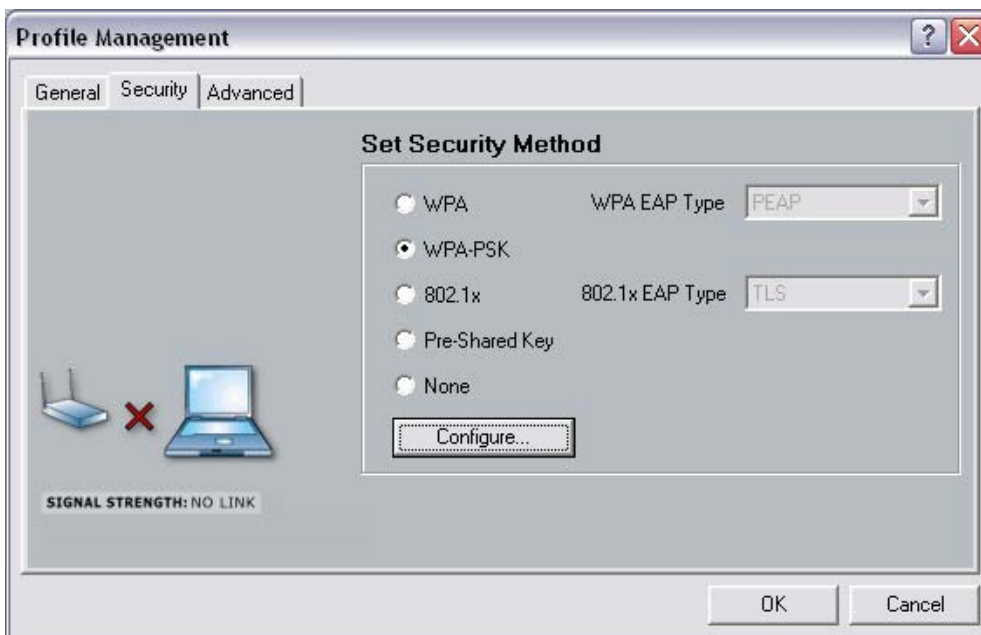 Profile Management
General Security Advanced
Set Security Method
WPA WPA EAP Type PEAP
WPA-PSK
802.1x 802.1x EAP Type TLS
Pre-Shared Key
None
Configure...
SIGNAL STRENGTH: NO LINK
OK Cancel